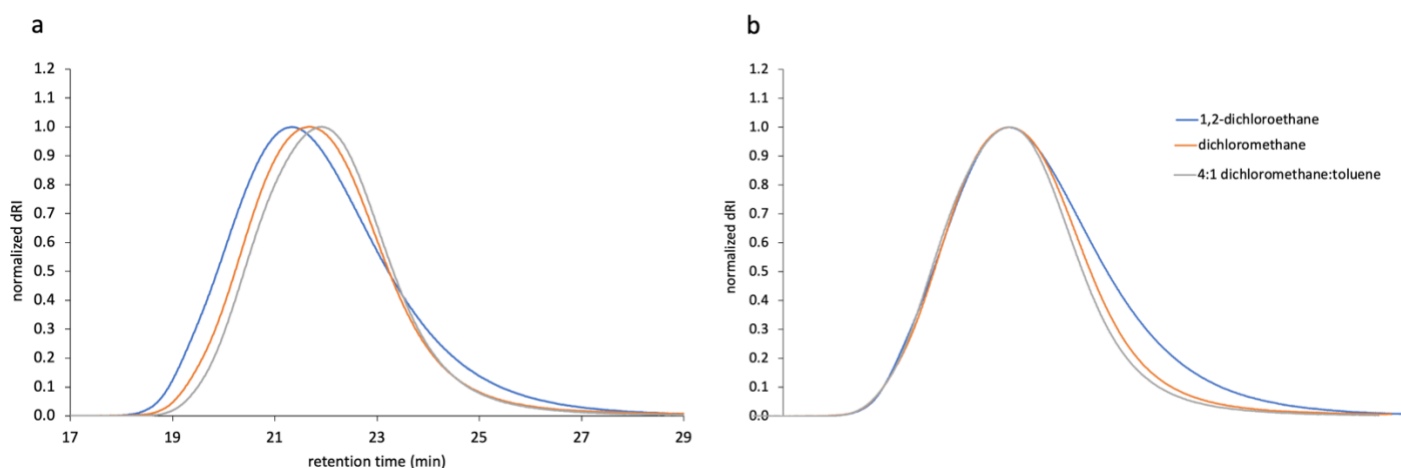 a
1.2
1.1
1.0
0.9
0.8
0.7
0.6
0.5
0.4
0.3
0.2
0.1
0.0
normalized dRI
17 19 21 23 25 27 29
retention time (min)
b
1.2
1.1
1.0
0.9
0.8
0.7
0.6
0.5
0.4
0.3
0.2
0.1
0.0
normalized dRI
1,2-dichloroethane
dichloromethane
4:1 dichloromethane:toluene